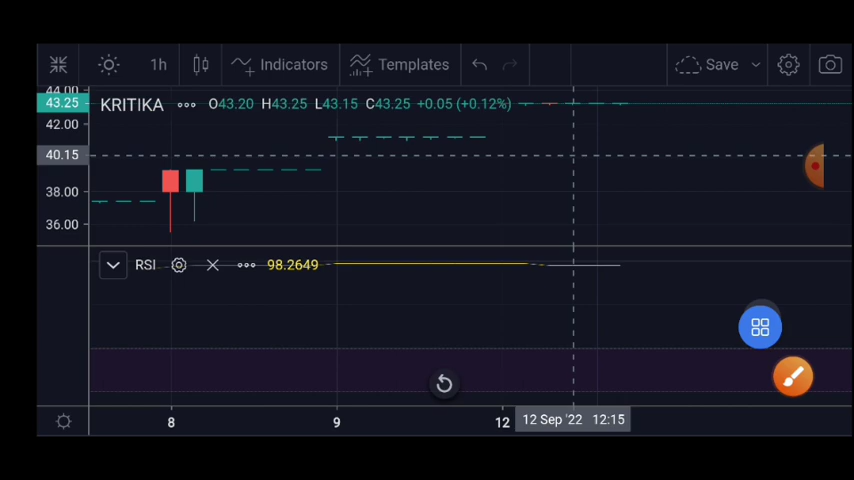 1h Indicators Templates Save
44.00
43.25 KRITIKA O43.20 H43.25 L43.15 C43.25 +0.05 (+0.12%)
42.00
40.15
38.00
36.00
RSI 98.2649
8 9 12 12 Sep '22 12:15